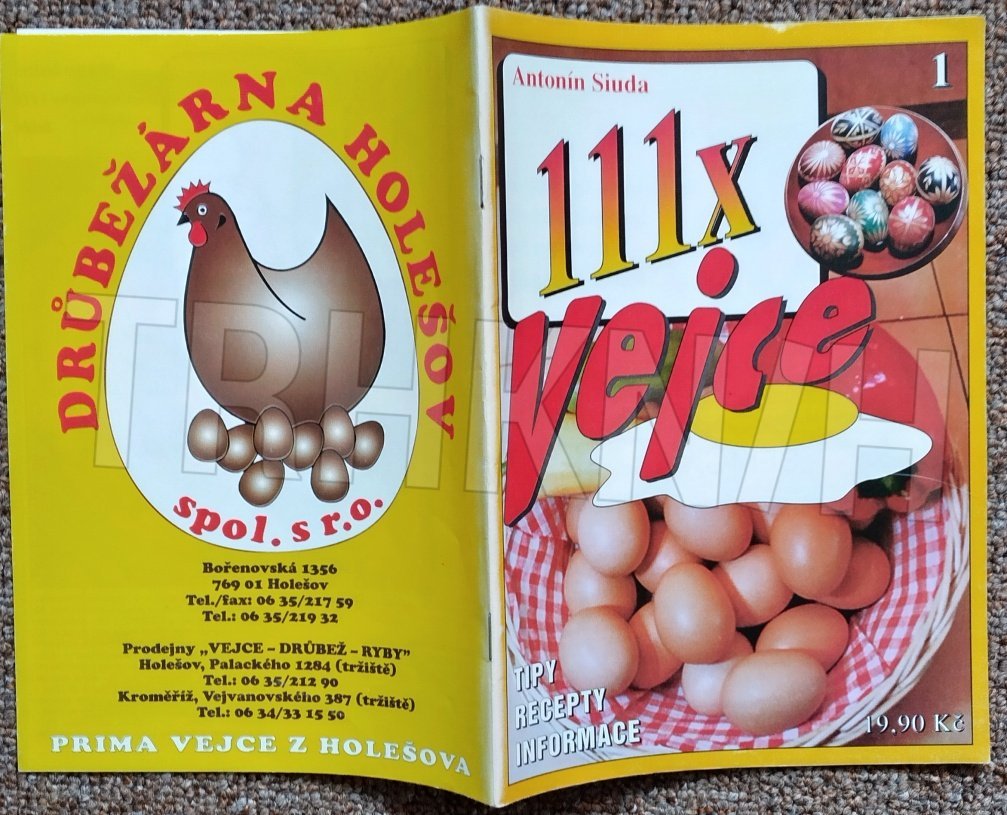 DRŮBEŽÁRNA HOLEŠOV
spol. s r.o.
Bořenovská 1356
769 01 Holešov
Tel./fax: 06 35/217 59
Tel.: 06 35/219 32
Prodejny „VEJCE – DRŮBEŽ – RYBY"
Holešov, Palackého 1284 (tržiště)
Tel.: 06 35/212 90
Kroměříž, Vejvanovského 387 (tržiště)
Tel.: 06 34/33 15 50
PRIMA VEJCE Z HOLEŠOVA
1
Antonín Siuda
111x
vejce
TIPY
RECEPTY
INFORMACE
19.90 Kč
TRHKNIH